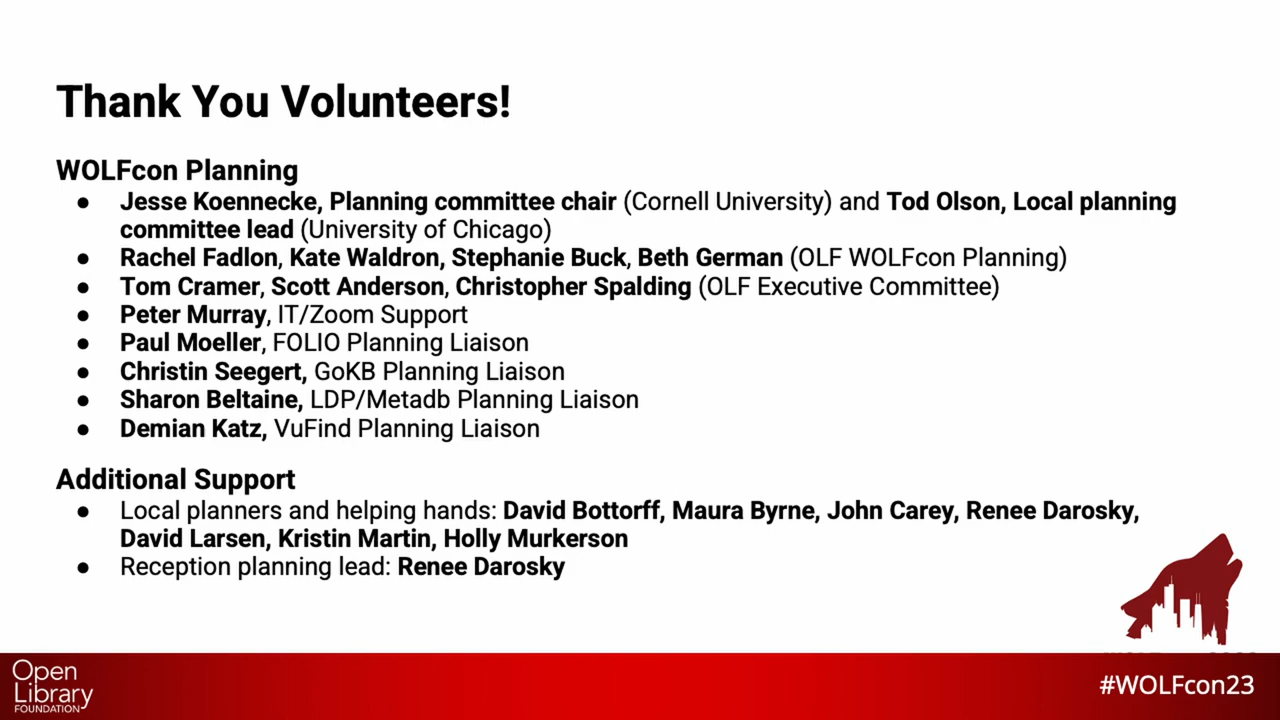 Thank You Volunteers!
WOLFcon Planning
● Jesse Koennecke, Planning committee chair (Cornell University) and Tod Olson, Local planning
committee lead (University of Chicago)
● Rachel Fadlon, Kate Waldron, Stephanie Buck, Beth German (OLF WOLFcon Planning)
● Tom Cramer, Scott Anderson, Christopher Spalding (OLF Executive Committee)
● Peter Murray, IT/Zoom Support
● Paul Moeller, FOLIO Planning Liaison
● Christin Seegert, GoKB Planning Liaison
● Sharon Beltaine, LDP/Metadb Planning Liaison
● Demian Katz, VuFind Planning Liaison
Additional Support
● Local planners and helping hands: David Bottorff, Maura Byrne, John Carey, Renee Darosky,
David Larsen, Kristin Martin, Holly Murkerson
● Reception planning lead: Renee Darosky
Open
Library
FOUNDATION
#WOLFcon23